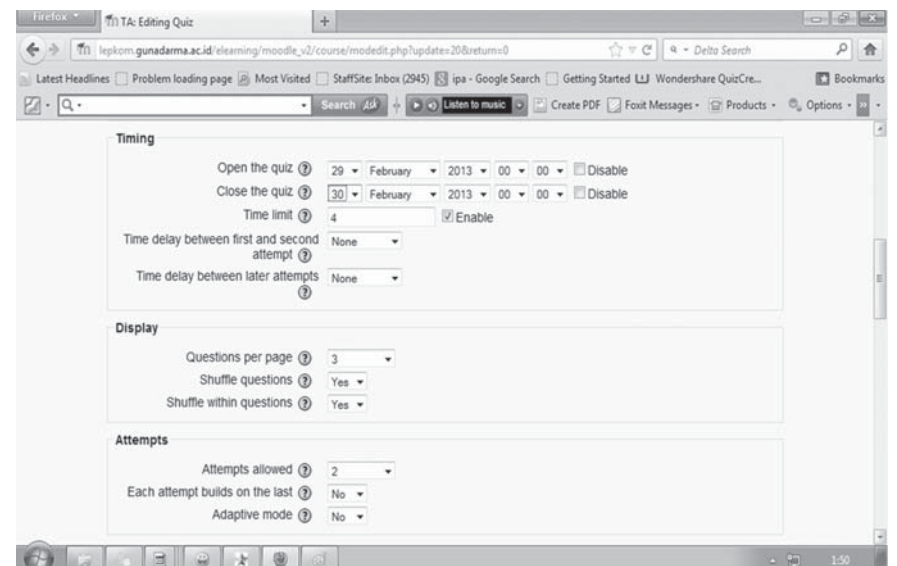 Firefox
TA: Editing Quiz +
lepkom.gunadarma.ac.id/elearning/moodle_v2/course/modedit.php?update=20&return=0 Delta Search
Latest Headlines Problem loading page Most Visited StaffSite: Inbox (2945) ipa - Google Search Getting Started Wondershare QuizCre... Bookmarks
Search Listen to music Create PDF Foxit Messages Products Options
Timing
Open the quiz 29 February 2013 00 00 Disable
Close the quiz 30 February 2013 00 00 Disable
Time limit 4 Enable
Time delay between first and second None
attempt
Time delay between later attempts None
Display
Questions per page 3
Shuffle questions Yes
Shuffle within questions Yes
Attempts
Attempts allowed 2
Each attempt builds on the last No
Adaptive mode No
1:50